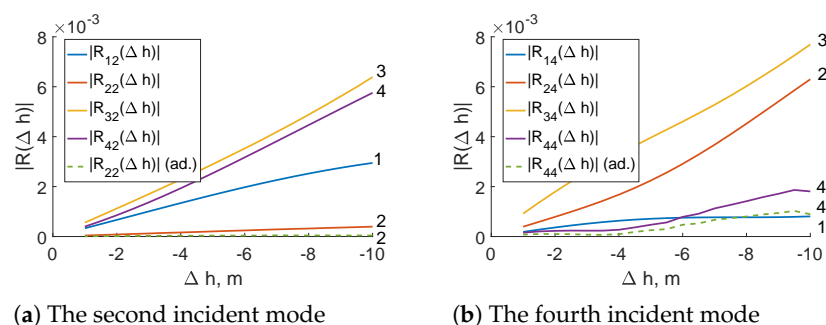 ×10⁻³
8
6
4
2
0
|R(Δ h)|
|R₁₂(Δ h)|
|R₂₂(Δ h)|
|R₃₂(Δ h)|
|R₄₂(Δ h)|
|R₂₂(Δ h)| (ad.)
3
4
1
2
2
0 -2 -4 -6 -8 -10
Δ h, m
(a) The second incident mode
×10⁻³
8
6
4
2
0
|R(Δ h)|
|R₁₄(Δ h)|
|R₂₄(Δ h)|
|R₃₄(Δ h)|
|R₄₄(Δ h)|
|R₄₄(Δ h)| (ad.)
3
2
4
4
1
0 -2 -4 -6 -8 -10
Δ h, m
(b) The fourth incident mode